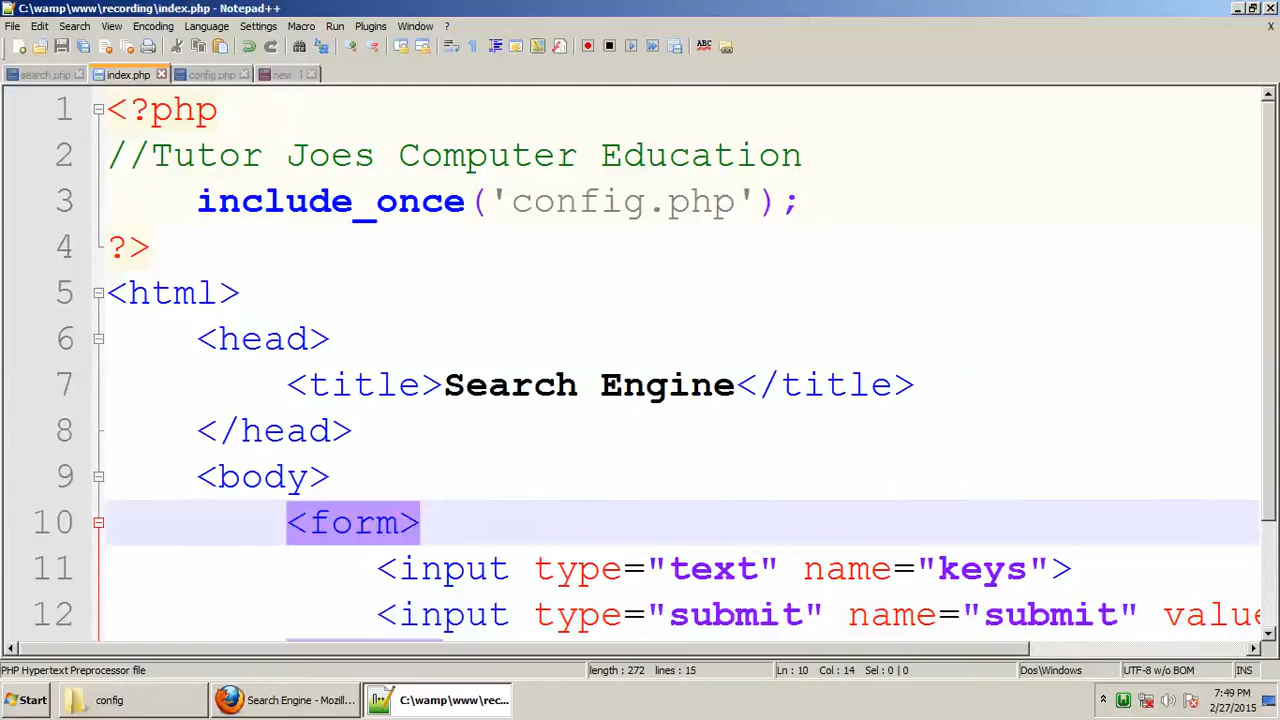 C:\wamp\www\recording\index.php - Notepad++
File Edit Search View Encoding Language Settings Macro Run Plugins Window ? X
search.php index.php config.php new 1
1 <?php
2 //Tutor Joes Computer Education
3 include_once('config.php');
4 ?>
5 <html>
6 <head>
7 <title>Search Engine</title>
8 </head>
9 <body>
10 <form>
11 <input type="text" name="keys">
12 <input type="submit" name="submit" value
PHP Hypertext Preprocessor file length : 272 lines : 15 Ln : 10 Col : 14 Sel : 0 | 0 Dos\Windows UTF-8 w/o BOM INS
Start config Search Engine - Mozil... C:\wamp\www\rec... 7:49 PM
2/27/2015